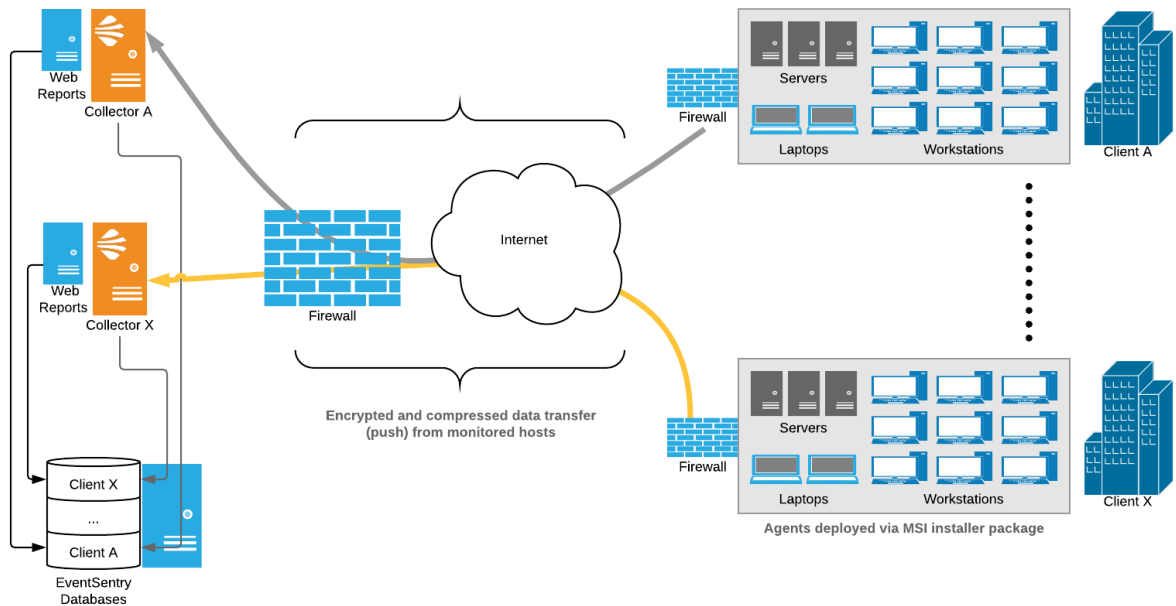 Web
Reports
Collector A
Web
Reports
Collector X
Client X
...
Client A
EventSentry
Databases
Firewall
Internet
Encrypted and compressed data transfer
(push) from monitored hosts
Firewall
Servers
Laptops
Workstations
Client A
Firewall
Servers
Laptops
Workstations
Client X
Agents deployed via MSI installer package